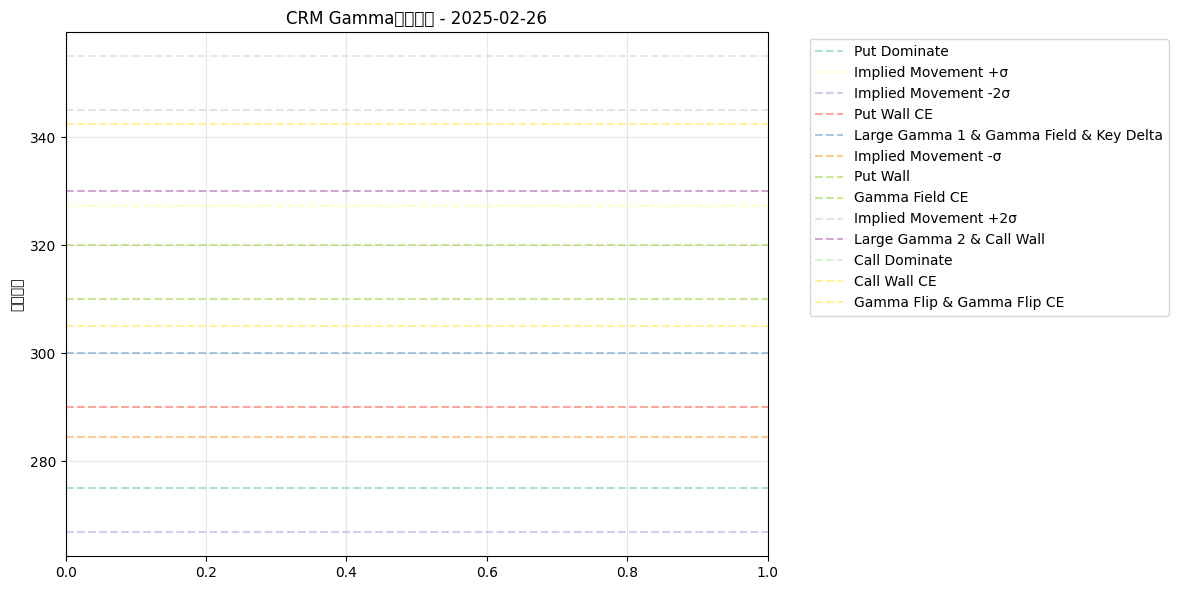 CRM Gamma - 2025-02-26
340
320
300
280
0.0 0.2 0.4 0.6 0.8 1.0
Put Dominate
Implied Movement +σ
Implied Movement -2σ
Put Wall CE
Large Gamma 1 & Gamma Field & Key Delta
Implied Movement -σ
Put Wall
Gamma Field CE
Implied Movement +2σ
Large Gamma 2 & Call Wall
Call Dominate
Call Wall CE
Gamma Flip & Gamma Flip CE